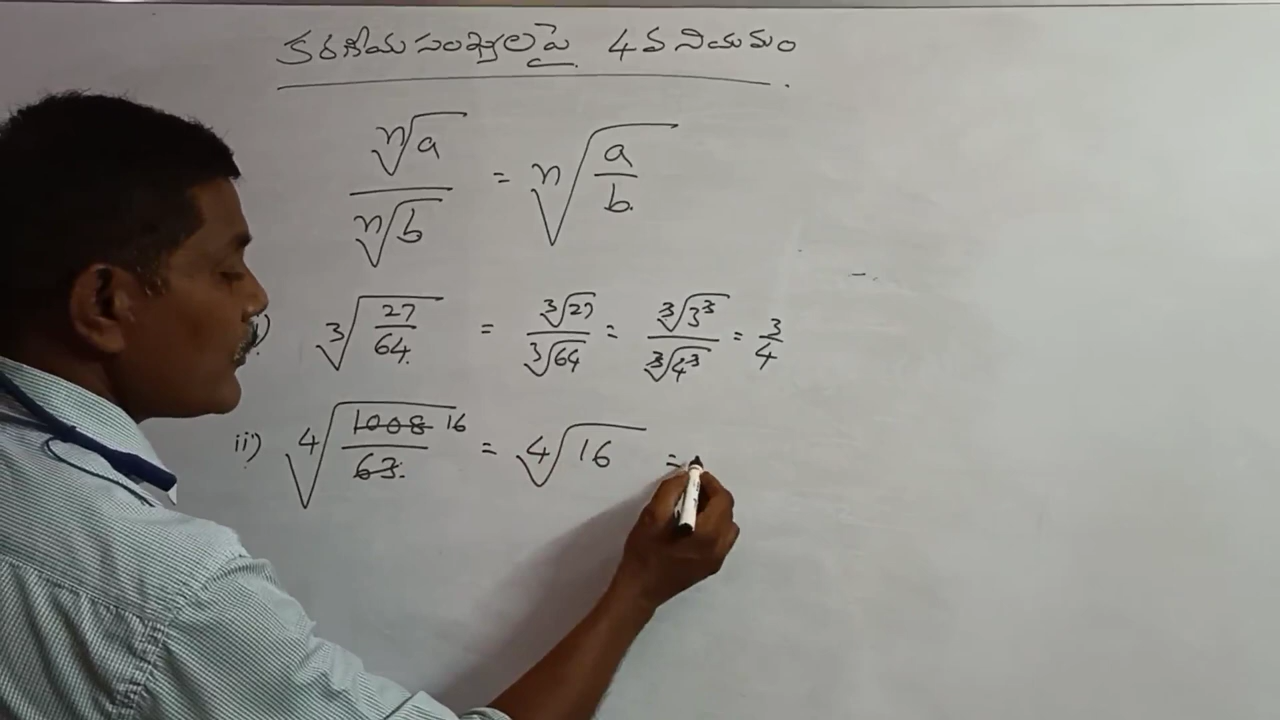 కరణీయ సంఖ్యలపై 4వ నియమం
ⁿ√a / ⁿ√b = ⁿ√(a/b)
i) ³√(27/64) = ³√27 / ³√64 = ³√3³ / ³√4³ = 3/4
ii) ⁴√(1008/63) 16 = ⁴√16 =